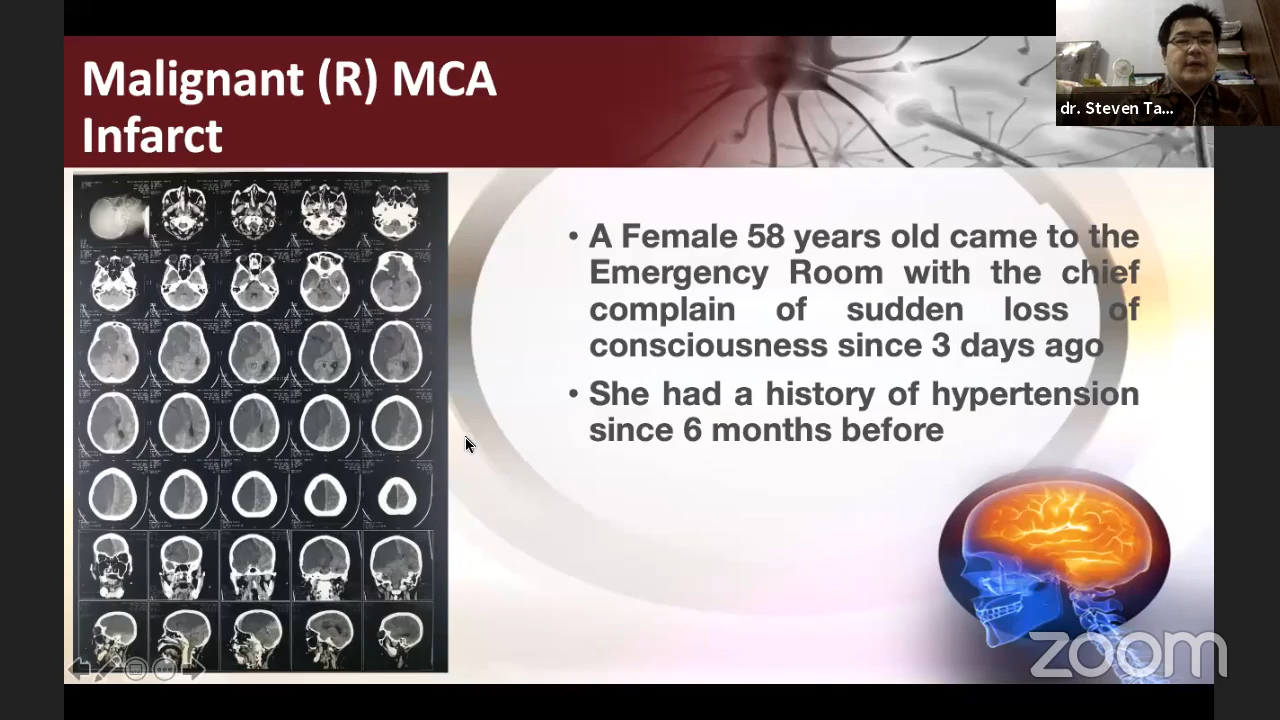 Malignant (R) MCA
Infarct
dr. Steven Ta...
• A Female 58 years old came to the
Emergency Room with the chief
complain of sudden loss of
consciousness since 3 days ago
• She had a history of hypertension
since 6 months before
zoom